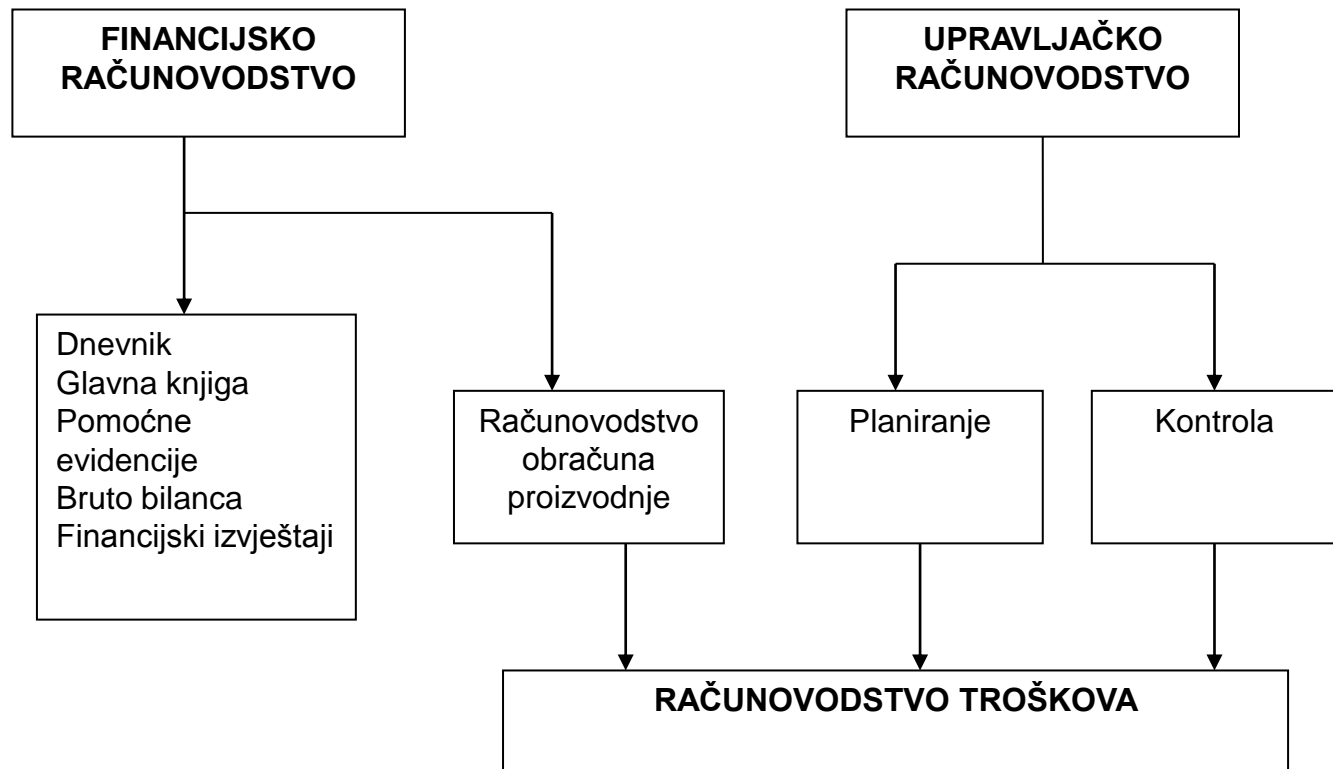 FINANCIJSKO
RAČUNOVODSTVO
UPRAVLJAČKO
RAČUNOVODSTVO
Dnevnik
Glavna knjiga
Pomoćne
evidencije
Bruto bilanca
Financijski izvještaji
Računovodstvo
obračuna
proizvodnje
Planiranje
Kontrola
RAČUNOVODSTVO TROŠKOVA